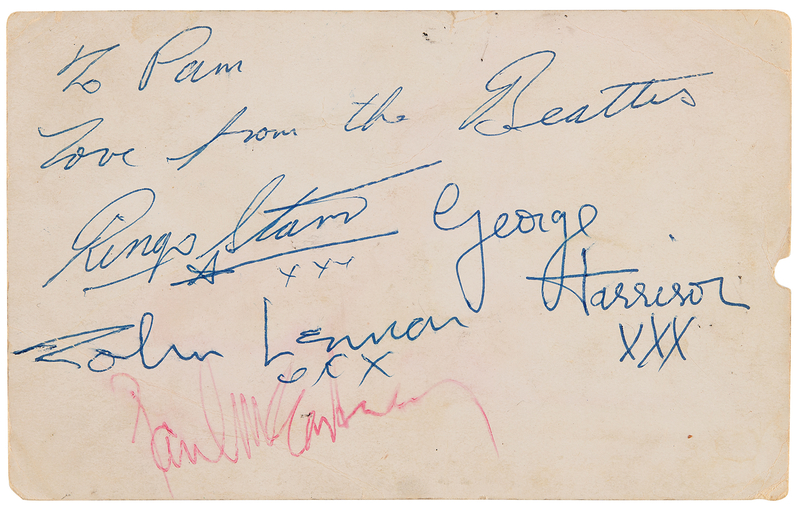 To Pam
Love from the Beatles
Ringo Starr
xxx
George
Harrison
XXX
John Lennon
xxx
Paul McCartney